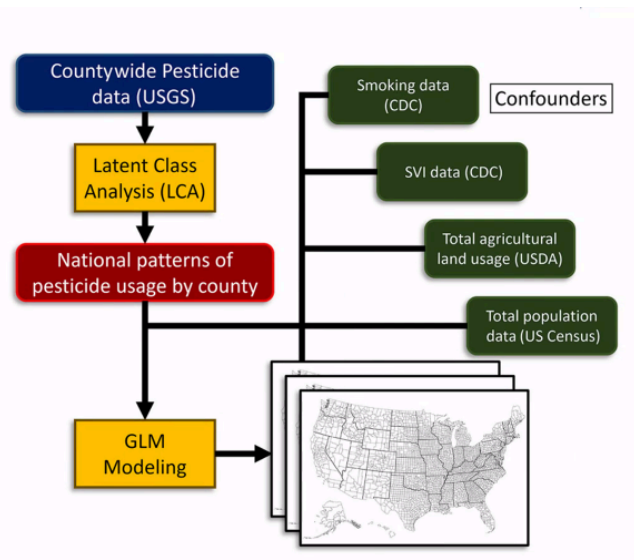 Countywide Pesticide
data (USGS)
Smoking data
(CDC)
Confounders
Latent Class
Analysis (LCA)
SVI data (CDC)
National patterns of
pesticide usage by county
Total agricultural
land usage (USDA)
Total population
data (US Census)
GLM
Modeling